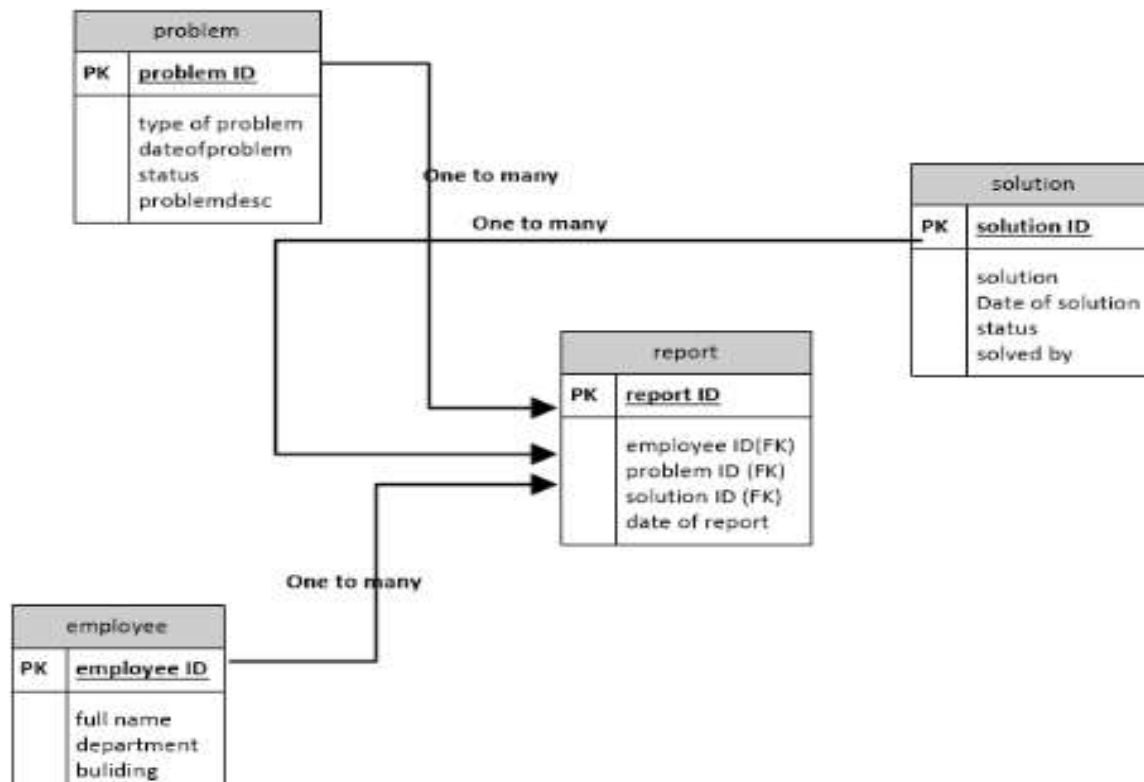 problem
PK problem ID
type of problem
dateofproblem
status
problemdesc
One to many
One to many
solution
PK solution ID
solution
Date of solution
status
solved by
report
PK report ID
employee ID(FK)
problem ID (FK)
solution ID (FK)
date of report
One to many
employee
PK employee ID
full name
department
buliding